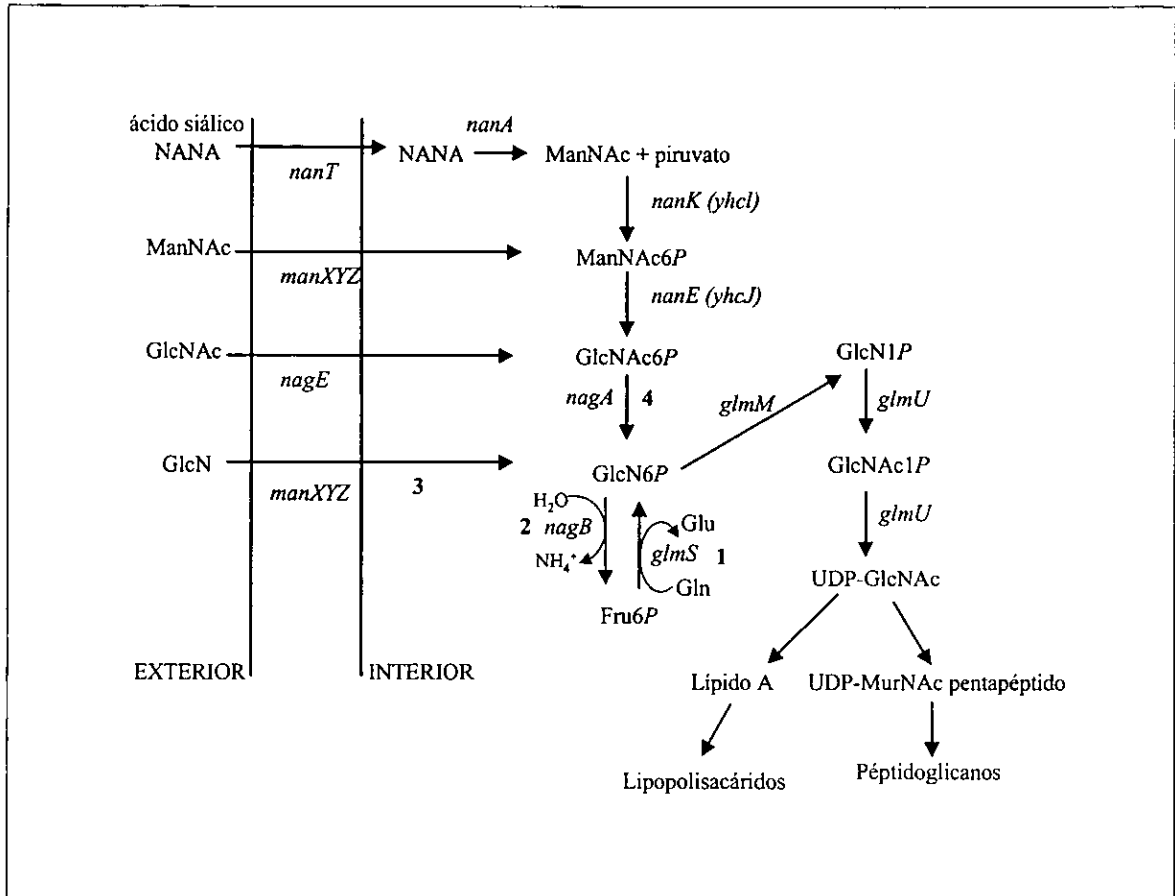 ácido siálico
NANA
nanT
NANA
nanA
ManNAc + piruvato
nanK (yhcI)
ManNAc
manXYZ
ManNAc6P
nanE (yhcJ)
GlcNAc
nagE
GlcNAc6P
nagA 4
GlcN
manXYZ
3
GlcN6P
glmM
GlcN1P
glmU
GlcNAc1P
glmU
UDP-GlcNAc
H₂O
2 nagB
NH₄⁺
Glu
glmS 1
Gln
Fru6P
EXTERIOR
INTERIOR
Lípido A
UDP-MurNAc pentapéptido
Lipopolisacáridos
Péptidoglicanos